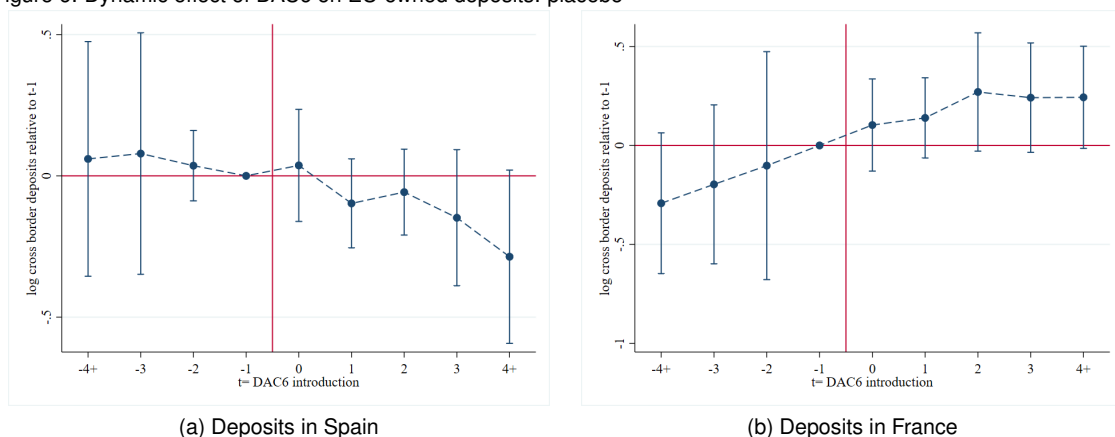 Dynamic effect of DAC6 on EU-owned deposits: placebo
log cross border deposits relative to t-1
.5
0
-.5
-4+ -3 -2 -1 0 1 2 3 4+
t= DAC6 introduction
(a) Deposits in Spain
log cross border deposits relative to t-1
.5
0
-.5
-1
-4+ -3 -2 -1 0 1 2 3 4+
t= DAC6 introduction
(b) Deposits in France